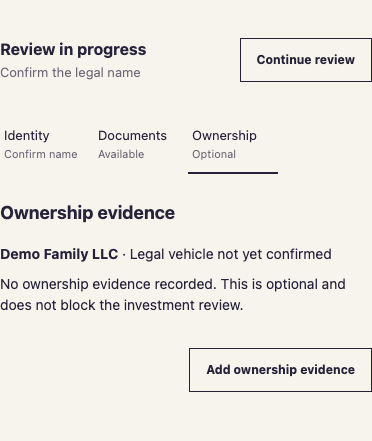 Review in progress
Confirm the legal name
Continue review
Identity
Confirm name
Documents
Available
Ownership
Optional
Ownership evidence
Demo Family LLC · Legal vehicle not yet confirmed
No ownership evidence recorded. This is optional and
does not block the investment review.
Add ownership evidence